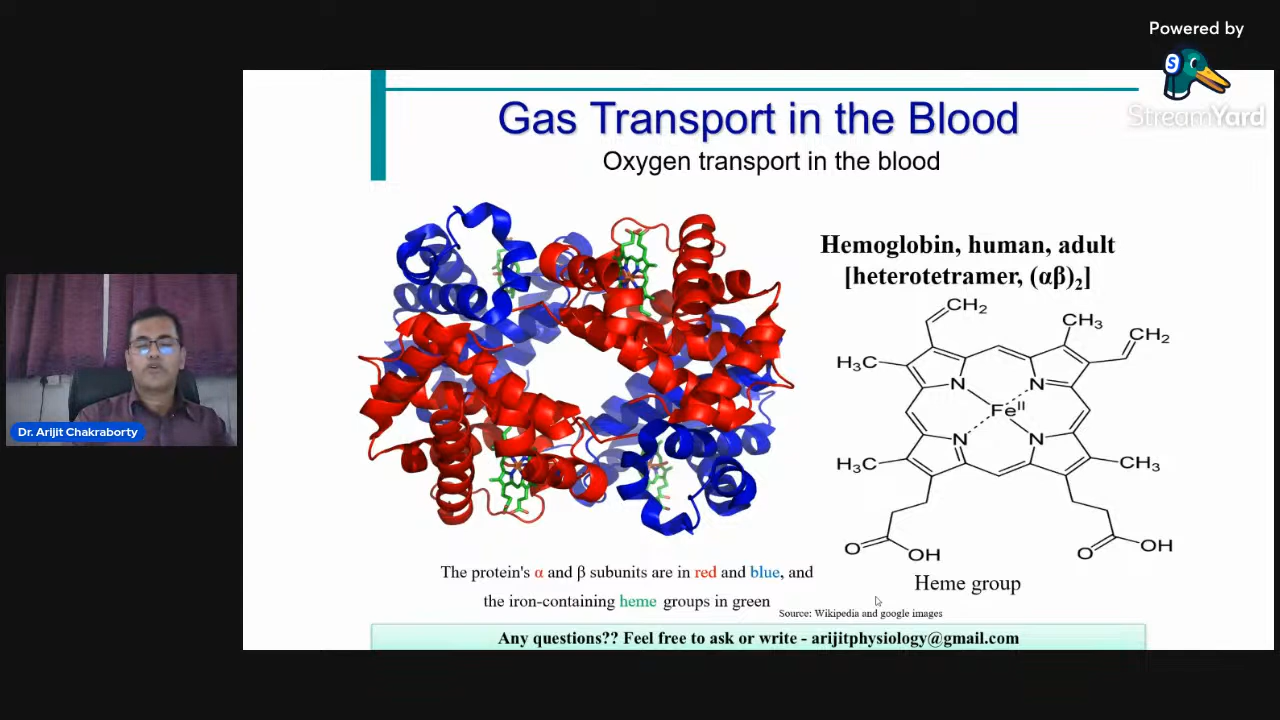 Powered by
S
StreamYard
Gas Transport in the Blood
Oxygen transport in the blood
Hemoglobin, human, adult
[heterotetramer, (αβ)₂]
CH₂
CH₃
CH₂
H₃C
N
N
Feᴵᴵ
N
N
H₃C
CH₃
O
OH
O
OH
Heme group
Dr. Arijit Chakraborty
The protein's α and β subunits are in red and blue, and
the iron-containing heme groups in green
Source: Wikipedia and google images
Any questions?? Feel free to ask or write - arijitphysiology@gmail.com